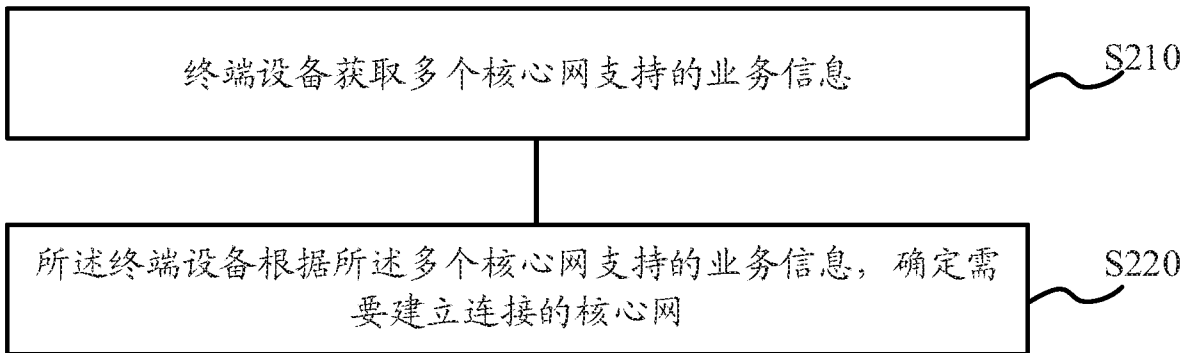 终端设备获取多个核心网支持的业务信息
S210
所述终端设备根据所述多个核心网支持的业务信息，确定需
要建立连接的核心网
S220